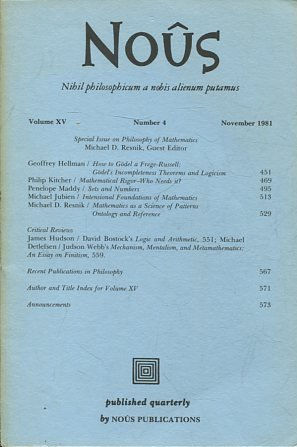 NOÛS
Nihil philosophicum a nobis alienum putamus
Volume XV Number 4 November 1981
Special Issue on Philosophy of Mathematics
Michael D. Resnik, Guest Editor
Geoffrey Hellman / How to Gödel a Frege-Russell:
Gödel's Incompleteness Theorems and Logicism 451
Philip Kitcher / Mathematical Rigor—Who Needs it? 469
Penelope Maddy / Sets and Numbers 495
Michael Jubien / Intensional Foundations of Mathematics 513
Michael D. Resnik / Mathematics as a Science of Patterns
Ontology and Reference 529
Critical Reviews
James Hudson / David Bostock's Logic and Arithmetic, 551; Michael
Detlefsen / Judson Webb's Mechanism, Mentalism, and Metamathematics:
An Essay on Finitism, 559.
Recent Publications in Philosophy 567
Author and Title Index for Volume XV 571
Announcements 573
published quarterly
by NOÛS PUBLICATIONS